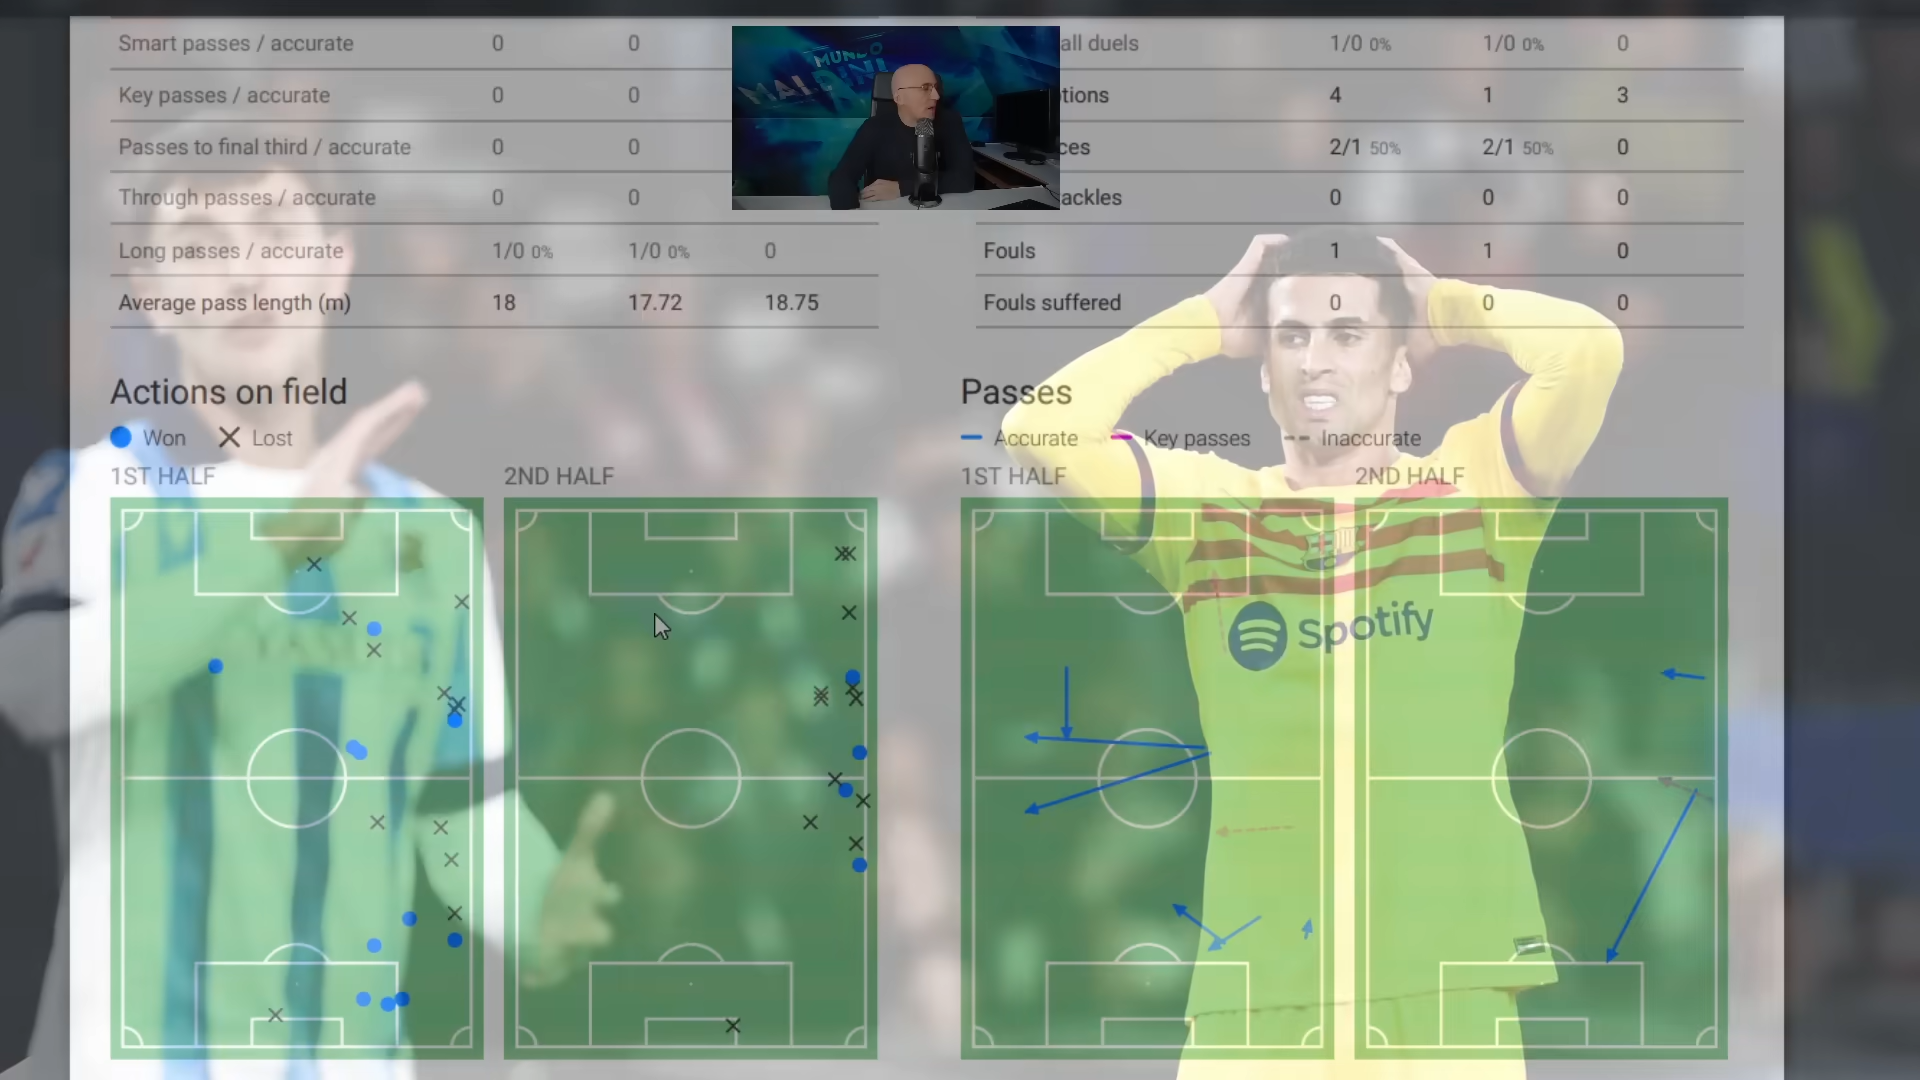 Smart passes / accurate 0 0
Key passes / accurate 0 0
Passes to final third / accurate 0 0
Through passes / accurate 0 0
Long passes / accurate 1/0 0% 1/0 0% 0
Average pass length (m) 18 17.72 18.75
MUNDO
MALDINI
all duels 1/0 0% 1/0 0% 0
tions 4 1 3
ces 2/1 50% 2/1 50% 0
ackles 0 0 0
Fouls 1 1 0
Fouls suffered 0 0 0
Actions on field
Won Lost
1ST HALF 2ND HALF
Passes
Accurate Key passes Inaccurate
1ST HALF 2ND HALF
Spotify